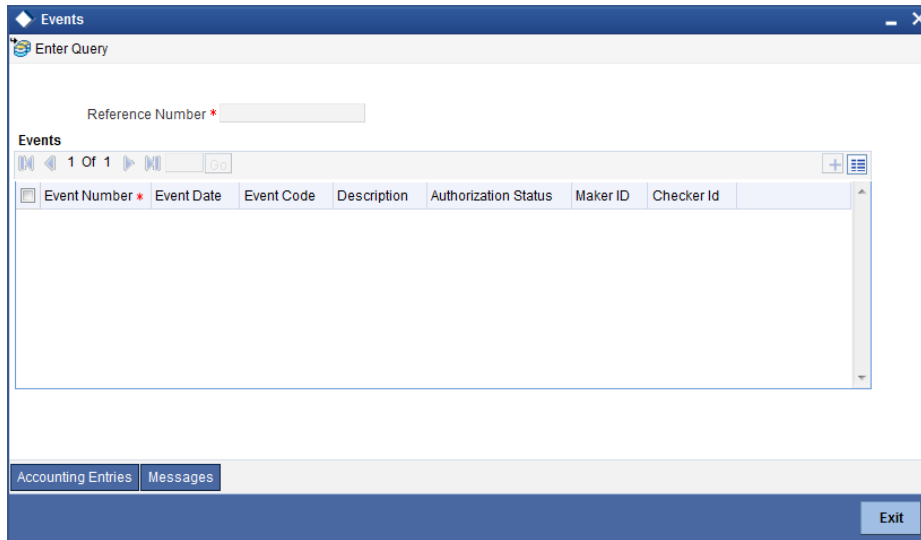 Events
Enter Query
Reference Number *
Events
1 Of 1 Go
Event Number * Event Date Event Code Description Authorization Status Maker ID Checker Id
Accounting Entries Messages
Exit